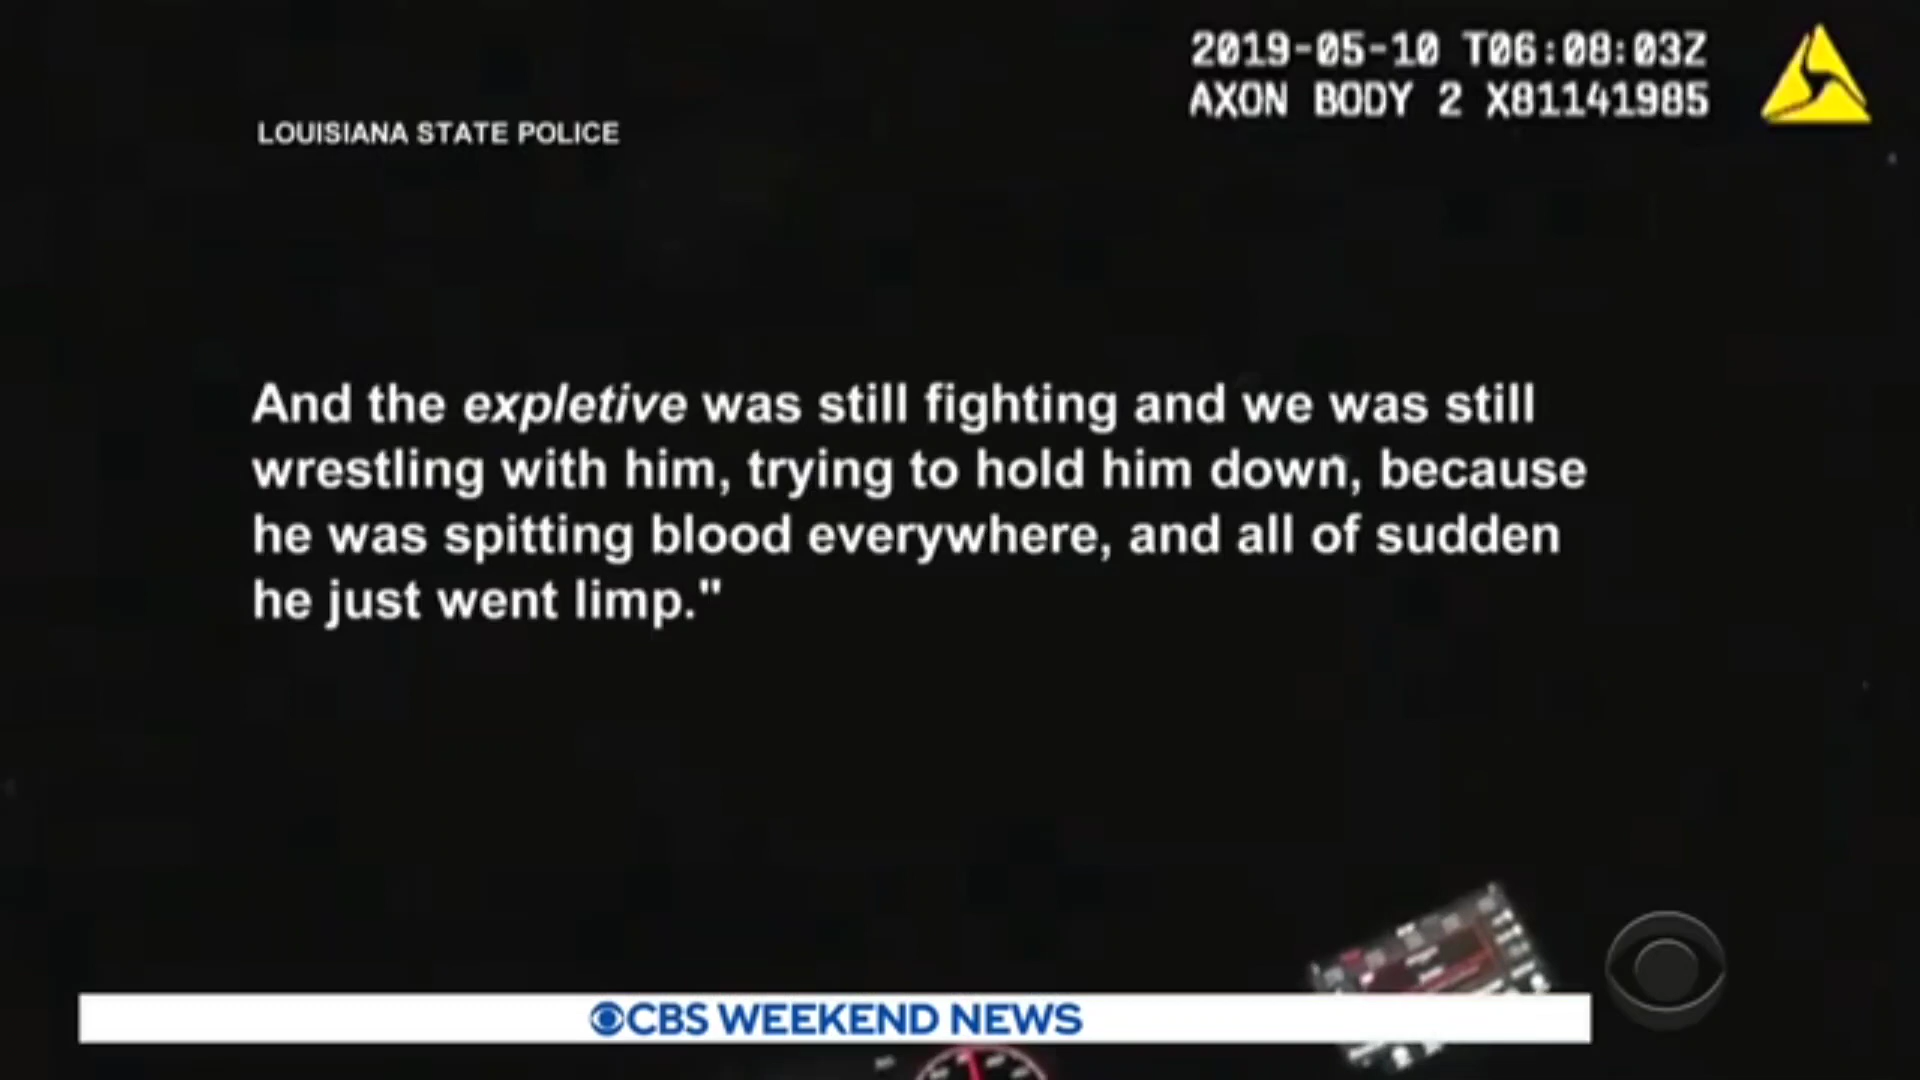 2019-05-10 T06:08:03Z
AXON BODY 2 X81141985
LOUISIANA STATE POLICE
And the expletive was still fighting and we was still
wrestling with him, trying to hold him down, because
he was spitting blood everywhere, and all of sudden
he just went limp."
CBS WEEKEND NEWS